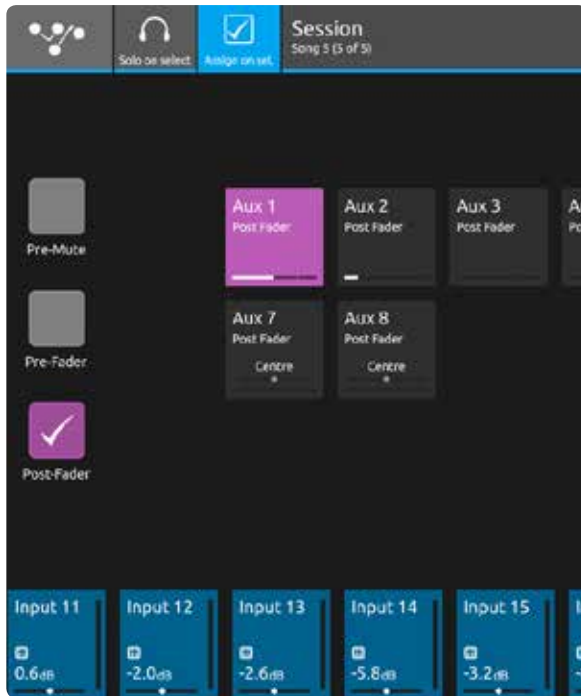 Session
Song 5 (5 of 5)
Solo on select
Assign on sel.
Pre-Mute
Pre-Fader
Post-Fader
Aux 1
Post Fader
Aux 2
Post Fader
Aux 3
Post Fader
Aux 7
Post Fader
Centre
Aux 8
Post Fader
Centre
Input 11
0.6dB
Input 12
-2.0dB
Input 13
-2.6dB
Input 14
-5.8dB
Input 15
-3.2dB